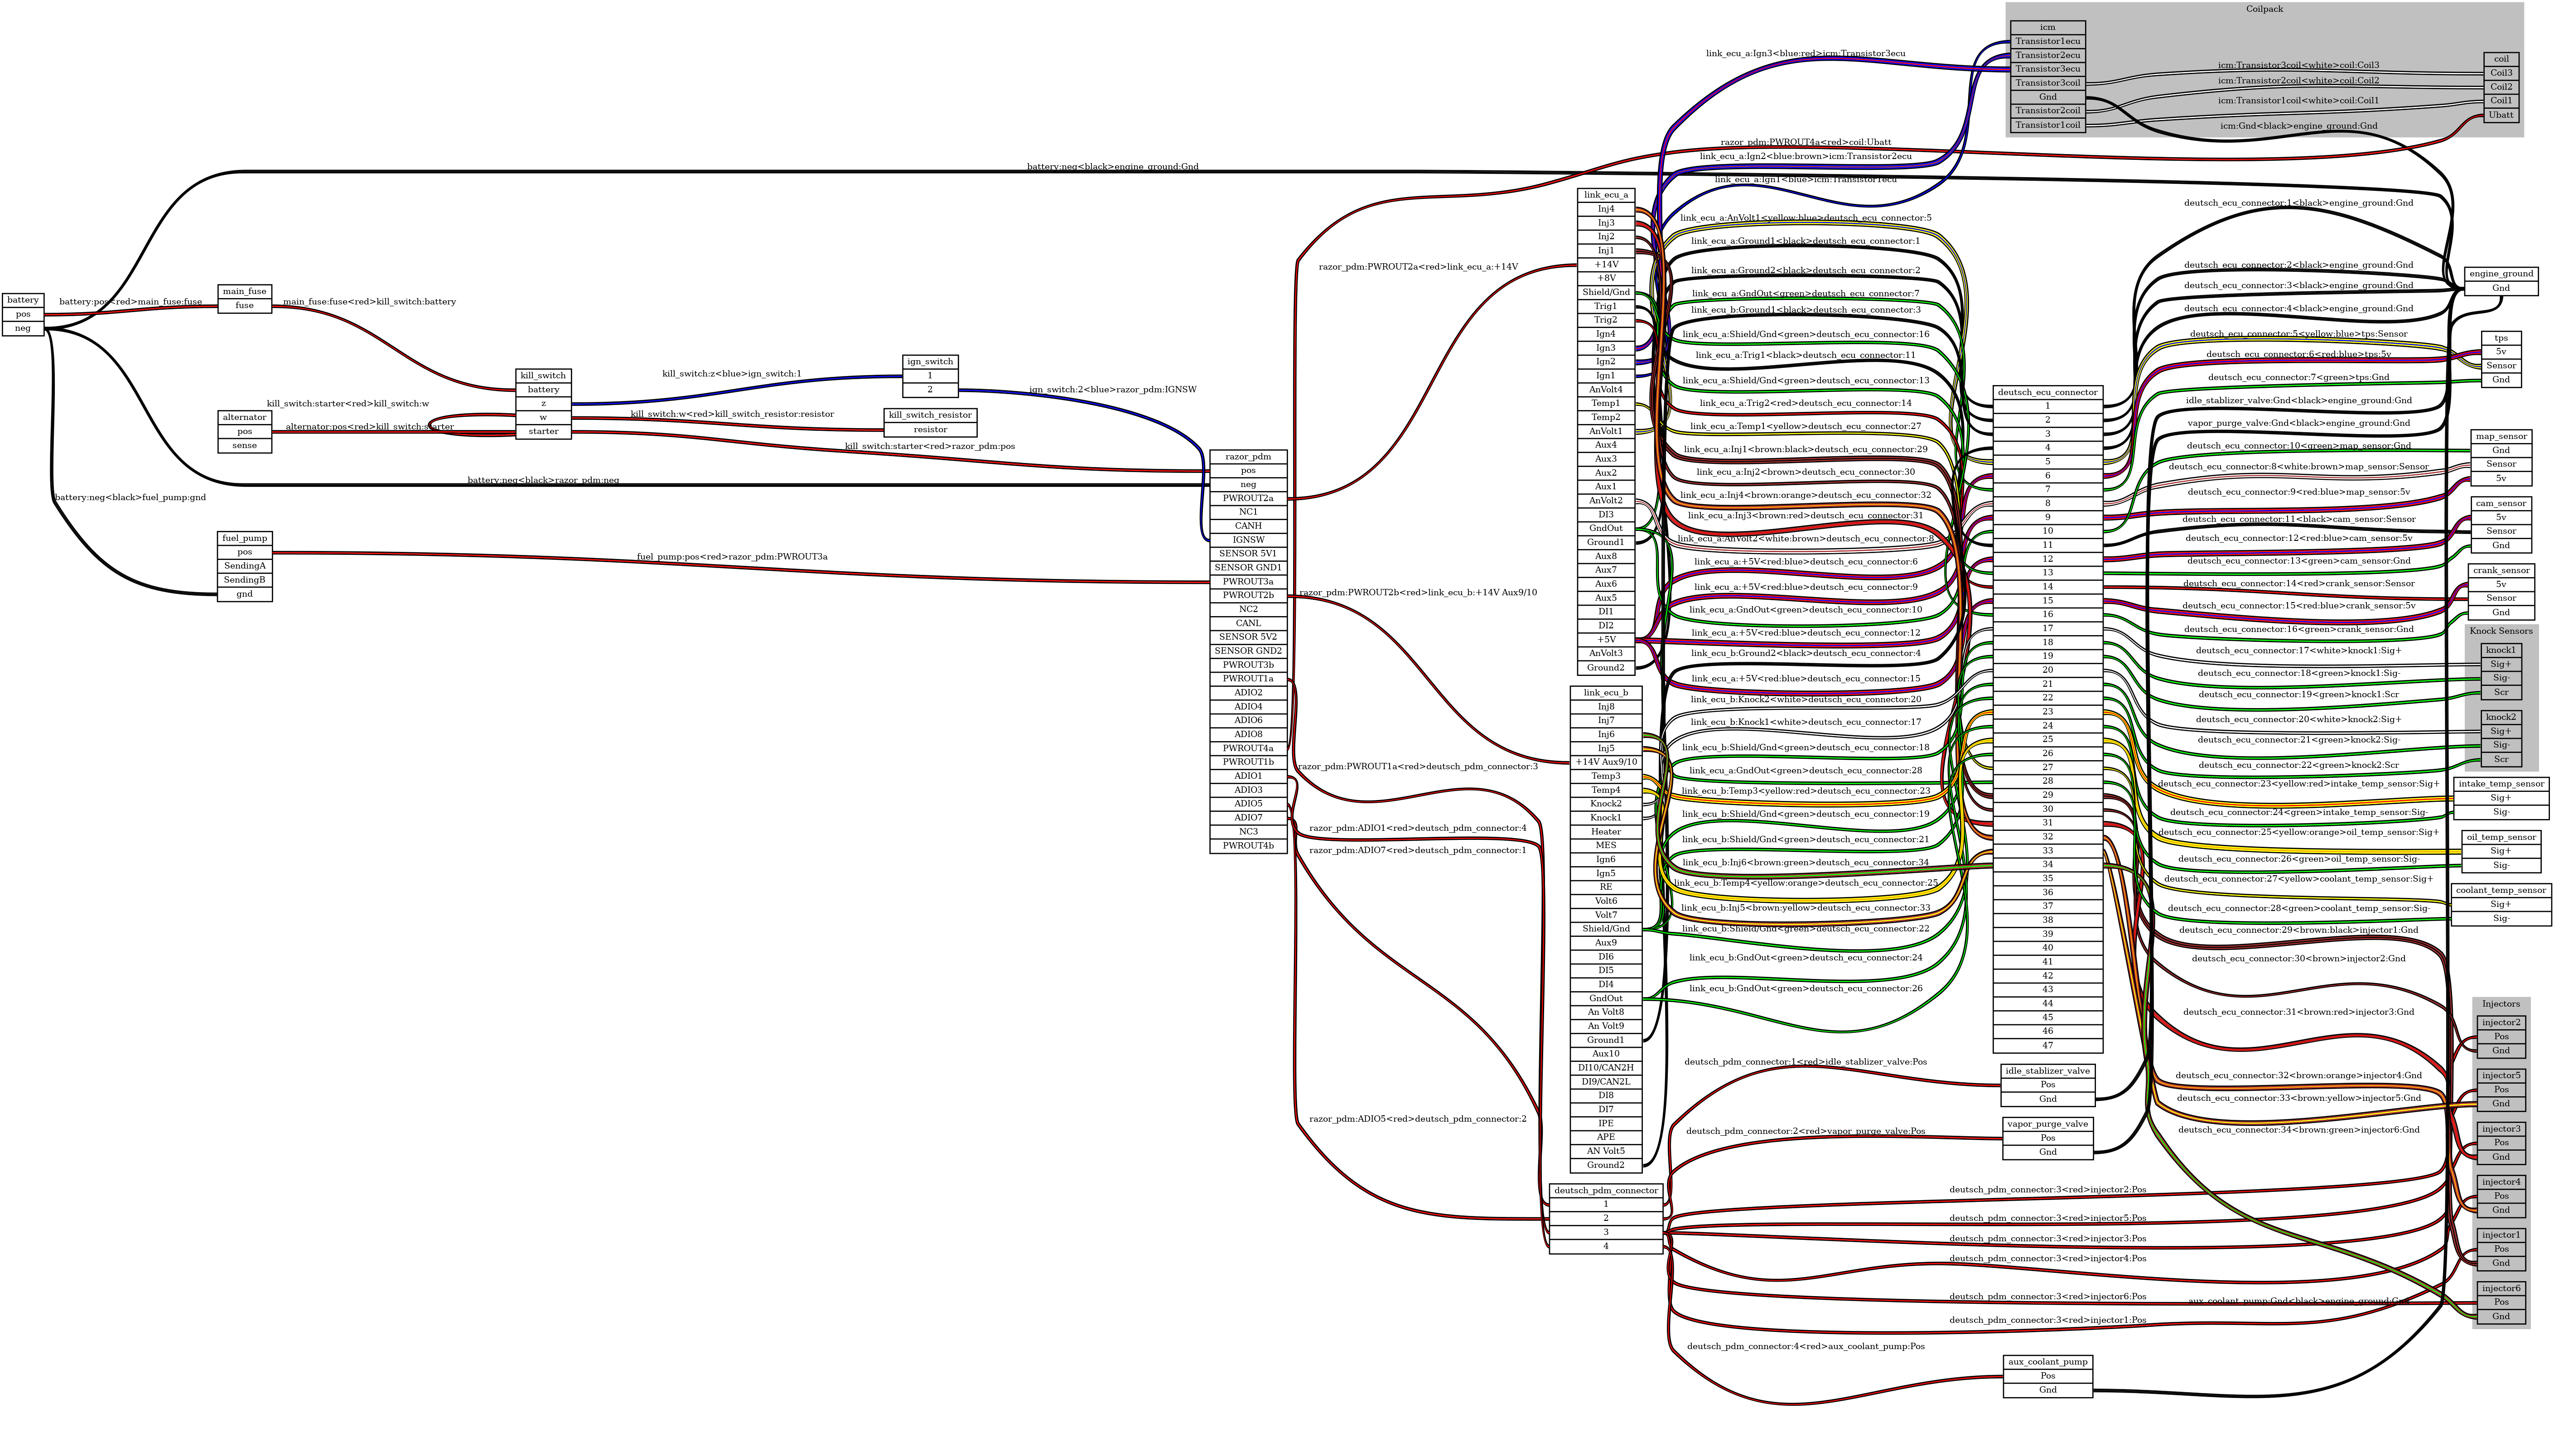 Coilpack
icm
Transistor1ecu
Transistor2ecu
Transistor3ecu
Transistor3coil
Gnd
Transistor2coil
Transistor1coil
coil
Coil3
Coil2
Coil1
Ubatt
link_ecu_a:Ign3<blue:red>icm:Transistor3ecu
icm:Transistor3coil<white>coil:Coil3
icm:Transistor2coil<white>coil:Coil2
icm:Transistor1coil<white>coil:Coil1
icm:Gnd<black>engine_ground:Gnd
razor_pdm:PWROUT4a<red>coil:Ubatt
link_ecu_a:Ign2<blue:brown>icm:Transistor2ecu
link_ecu_a:Ign1<blue>icm:Transistor1ecu
battery:neg<black>engine_ground:Gnd
battery
pos
neg
battery:pos<red>main_fuse:fuse
main_fuse
fuse
main_fuse:fuse<red>kill_switch:battery
alternator
pos
sense
kill_switch:starter<red>kill_switch:w
alternator:pos<red>kill_switch:starter
kill_switch
battery
z
w
starter
kill_switch:z<blue>ign_switch:1
kill_switch:w<red>kill_switch_resistor:resistor
kill_switch:starter<red>razor_pdm:pos
ign_switch
1
2
kill_switch_resistor
resistor
ign_switch:2<blue>razor_pdm:IGNSW
battery:neg<black>razor_pdm:neg
battery:neg<black>fuel_pump:gnd
fuel_pump
pos
SendingA
SendingB
gnd
fuel_pump:pos<red>razor_pdm:PWROUT3a
razor_pdm
pos
neg
PWROUT2a
NC1
CANH
IGNSW
SENSOR 5V1
SENSOR GND1
PWROUT3a
PWROUT2b
NC2
CANL
SENSOR 5V2
SENSOR GND2
PWROUT3b
PWROUT1a
ADIO2
ADIO4
ADIO6
ADIO8
PWROUT4a
PWROUT1b
ADIO1
ADIO3
ADIO5
ADIO7
NC3
PWROUT4b
razor_pdm:PWROUT2a<red>link_ecu_a:+14V
razor_pdm:PWROUT2b<red>link_ecu_b:+14V Aux9/10
razor_pdm:PWROUT1a<red>deutsch_pdm_connector:3
razor_pdm:ADIO1<red>deutsch_pdm_connector:4
razor_pdm:ADIO7<red>deutsch_pdm_connector:1
razor_pdm:ADIO5<red>deutsch_pdm_connector:2
link_ecu_a
Inj4
Inj3
Inj2
Inj1
+14V
+8V
Shield/Gnd
Trig1
Trig2
Ign4
Ign3
Ign2
Ign1
AnVolt4
Temp1
Temp2
AnVolt1
Aux4
Aux3
Aux2
Aux1
AnVolt2
DI3
GndOut
Ground1
Aux8
Aux7
Aux6
Aux5
DI1
DI2
+5V
AnVolt3
Ground2
link_ecu_b
Inj8
Inj7
Inj6
Inj5
+14V Aux9/10
Temp3
Temp4
Knock2
Knock1
Heater
MES
Ign6
Ign5
RE
Volt6
Volt7
Shield/Gnd
Aux9
DI6
DI5
DI4
GndOut
An Volt8
An Volt9
Ground1
Aux10
DI10/CAN2H
DI9/CAN2L
DI8
DI7
IPE
APE
AN Volt5
Ground2
deutsch_pdm_connector
1
2
3
4
link_ecu_a:AnVolt1<yellow:blue>deutsch_ecu_connector:5
link_ecu_a:Ground1<black>deutsch_ecu_connector:1
link_ecu_a:Ground2<black>deutsch_ecu_connector:2
link_ecu_a:GndOut<green>deutsch_ecu_connector:7
link_ecu_b:Ground1<black>deutsch_ecu_connector:3
link_ecu_a:Shield/Gnd<green>deutsch_ecu_connector:16
link_ecu_a:Trig1<black>deutsch_ecu_connector:11
link_ecu_a:Shield/Gnd<green>deutsch_ecu_connector:13
link_ecu_a:Trig2<red>deutsch_ecu_connector:14
link_ecu_a:Temp1<yellow>deutsch_ecu_connector:27
link_ecu_a:Inj1<brown:black>deutsch_ecu_connector:29
link_ecu_a:Inj2<brown>deutsch_ecu_connector:30
link_ecu_a:Inj4<brown:orange>deutsch_ecu_connector:32
link_ecu_a:Inj3<brown:red>deutsch_ecu_connector:31
link_ecu_a:AnVolt2<white:brown>deutsch_ecu_connector:8
link_ecu_a:+5V<red:blue>deutsch_ecu_connector:6
link_ecu_a:+5V<red:blue>deutsch_ecu_connector:9
link_ecu_a:GndOut<green>deutsch_ecu_connector:10
link_ecu_a:+5V<red:blue>deutsch_ecu_connector:12
link_ecu_b:Ground2<black>deutsch_ecu_connector:4
link_ecu_a:+5V<red:blue>deutsch_ecu_connector:15
link_ecu_b:Knock2<white>deutsch_ecu_connector:20
link_ecu_b:Knock1<white>deutsch_ecu_connector:17
link_ecu_b:Shield/Gnd<green>deutsch_ecu_connector:18
link_ecu_a:GndOut<green>deutsch_ecu_connector:28
link_ecu_b:Temp3<yellow:red>deutsch_ecu_connector:23
link_ecu_b:Shield/Gnd<green>deutsch_ecu_connector:19
link_ecu_b:Shield/Gnd<green>deutsch_ecu_connector:21
link_ecu_b:Inj6<brown:green>deutsch_ecu_connector:34
link_ecu_b:Temp4<yellow:orange>deutsch_ecu_connector:25
link_ecu_b:Inj5<brown:yellow>deutsch_ecu_connector:33
link_ecu_b:Shield/Gnd<green>deutsch_ecu_connector:22
link_ecu_b:GndOut<green>deutsch_ecu_connector:24
link_ecu_b:GndOut<green>deutsch_ecu_connector:26
deutsch_pdm_connector:1<red>idle_stablizer_valve:Pos
deutsch_pdm_connector:2<red>vapor_purge_valve:Pos
deutsch_pdm_connector:3<red>injector2:Pos
deutsch_pdm_connector:3<red>injector5:Pos
deutsch_pdm_connector:3<red>injector3:Pos
deutsch_pdm_connector:3<red>injector4:Pos
deutsch_pdm_connector:3<red>injector6:Pos
deutsch_pdm_connector:3<red>injector1:Pos
deutsch_pdm_connector:4<red>aux_coolant_pump:Pos
deutsch_ecu_connector
1
2
3
4
5
6
7
8
9
10
11
12
13
14
15
16
17
18
19
20
21
22
23
24
25
26
27
28
29
30
31
32
33
34
35
36
37
38
39
40
41
42
43
44
45
46
47
idle_stablizer_valve
Pos
Gnd
vapor_purge_valve
Pos
Gnd
aux_coolant_pump
Pos
Gnd
deutsch_ecu_connector:1<black>engine_ground:Gnd
deutsch_ecu_connector:2<black>engine_ground:Gnd
deutsch_ecu_connector:3<black>engine_ground:Gnd
deutsch_ecu_connector:4<black>engine_ground:Gnd
deutsch_ecu_connector:5<yellow:blue>tps:Sensor
deutsch_ecu_connector:6<red:blue>tps:5v
deutsch_ecu_connector:7<green>tps:Gnd
idle_stablizer_valve:Gnd<black>engine_ground:Gnd
vapor_purge_valve:Gnd<black>engine_ground:Gnd
deutsch_ecu_connector:10<green>map_sensor:Gnd
deutsch_ecu_connector:8<white:brown>map_sensor:Sensor
deutsch_ecu_connector:9<red:blue>map_sensor:5v
deutsch_ecu_connector:11<black>cam_sensor:Sensor
deutsch_ecu_connector:12<red:blue>cam_sensor:5v
deutsch_ecu_connector:13<green>cam_sensor:Gnd
deutsch_ecu_connector:14<red>crank_sensor:Sensor
deutsch_ecu_connector:15<red:blue>crank_sensor:5v
deutsch_ecu_connector:16<green>crank_sensor:Gnd
deutsch_ecu_connector:17<white>knock1:Sig+
deutsch_ecu_connector:18<green>knock1:Sig-
deutsch_ecu_connector:19<green>knock1:Scr
deutsch_ecu_connector:20<white>knock2:Sig+
deutsch_ecu_connector:21<green>knock2:Sig-
deutsch_ecu_connector:22<green>knock2:Scr
deutsch_ecu_connector:23<yellow:red>intake_temp_sensor:Sig+
deutsch_ecu_connector:24<green>intake_temp_sensor:Sig-
deutsch_ecu_connector:25<yellow:orange>oil_temp_sensor:Sig+
deutsch_ecu_connector:26<green>oil_temp_sensor:Sig-
deutsch_ecu_connector:27<yellow>coolant_temp_sensor:Sig+
deutsch_ecu_connector:28<green>coolant_temp_sensor:Sig-
deutsch_ecu_connector:29<brown:black>injector1:Gnd
deutsch_ecu_connector:30<brown>injector2:Gnd
deutsch_ecu_connector:31<brown:red>injector3:Gnd
deutsch_ecu_connector:32<brown:orange>injector4:Gnd
deutsch_ecu_connector:33<brown:yellow>injector5:Gnd
deutsch_ecu_connector:34<brown:green>injector6:Gnd
aux_coolant_pump:Gnd<black>engine_ground:Gnd
engine_ground
Gnd
tps
5v
Sensor
Gnd
map_sensor
Gnd
Sensor
5v
cam_sensor
5v
Sensor
Gnd
crank_sensor
5v
Sensor
Gnd
Knock Sensors
knock1
Sig+
Sig-
Scr
knock2
Sig+
Sig-
Scr
intake_temp_sensor
Sig+
Sig-
oil_temp_sensor
Sig+
Sig-
coolant_temp_sensor
Sig+
Sig-
Injectors
injector2
Pos
Gnd
injector5
Pos
Gnd
injector3
Pos
Gnd
injector4
Pos
Gnd
injector1
Pos
Gnd
injector6
Pos
Gnd